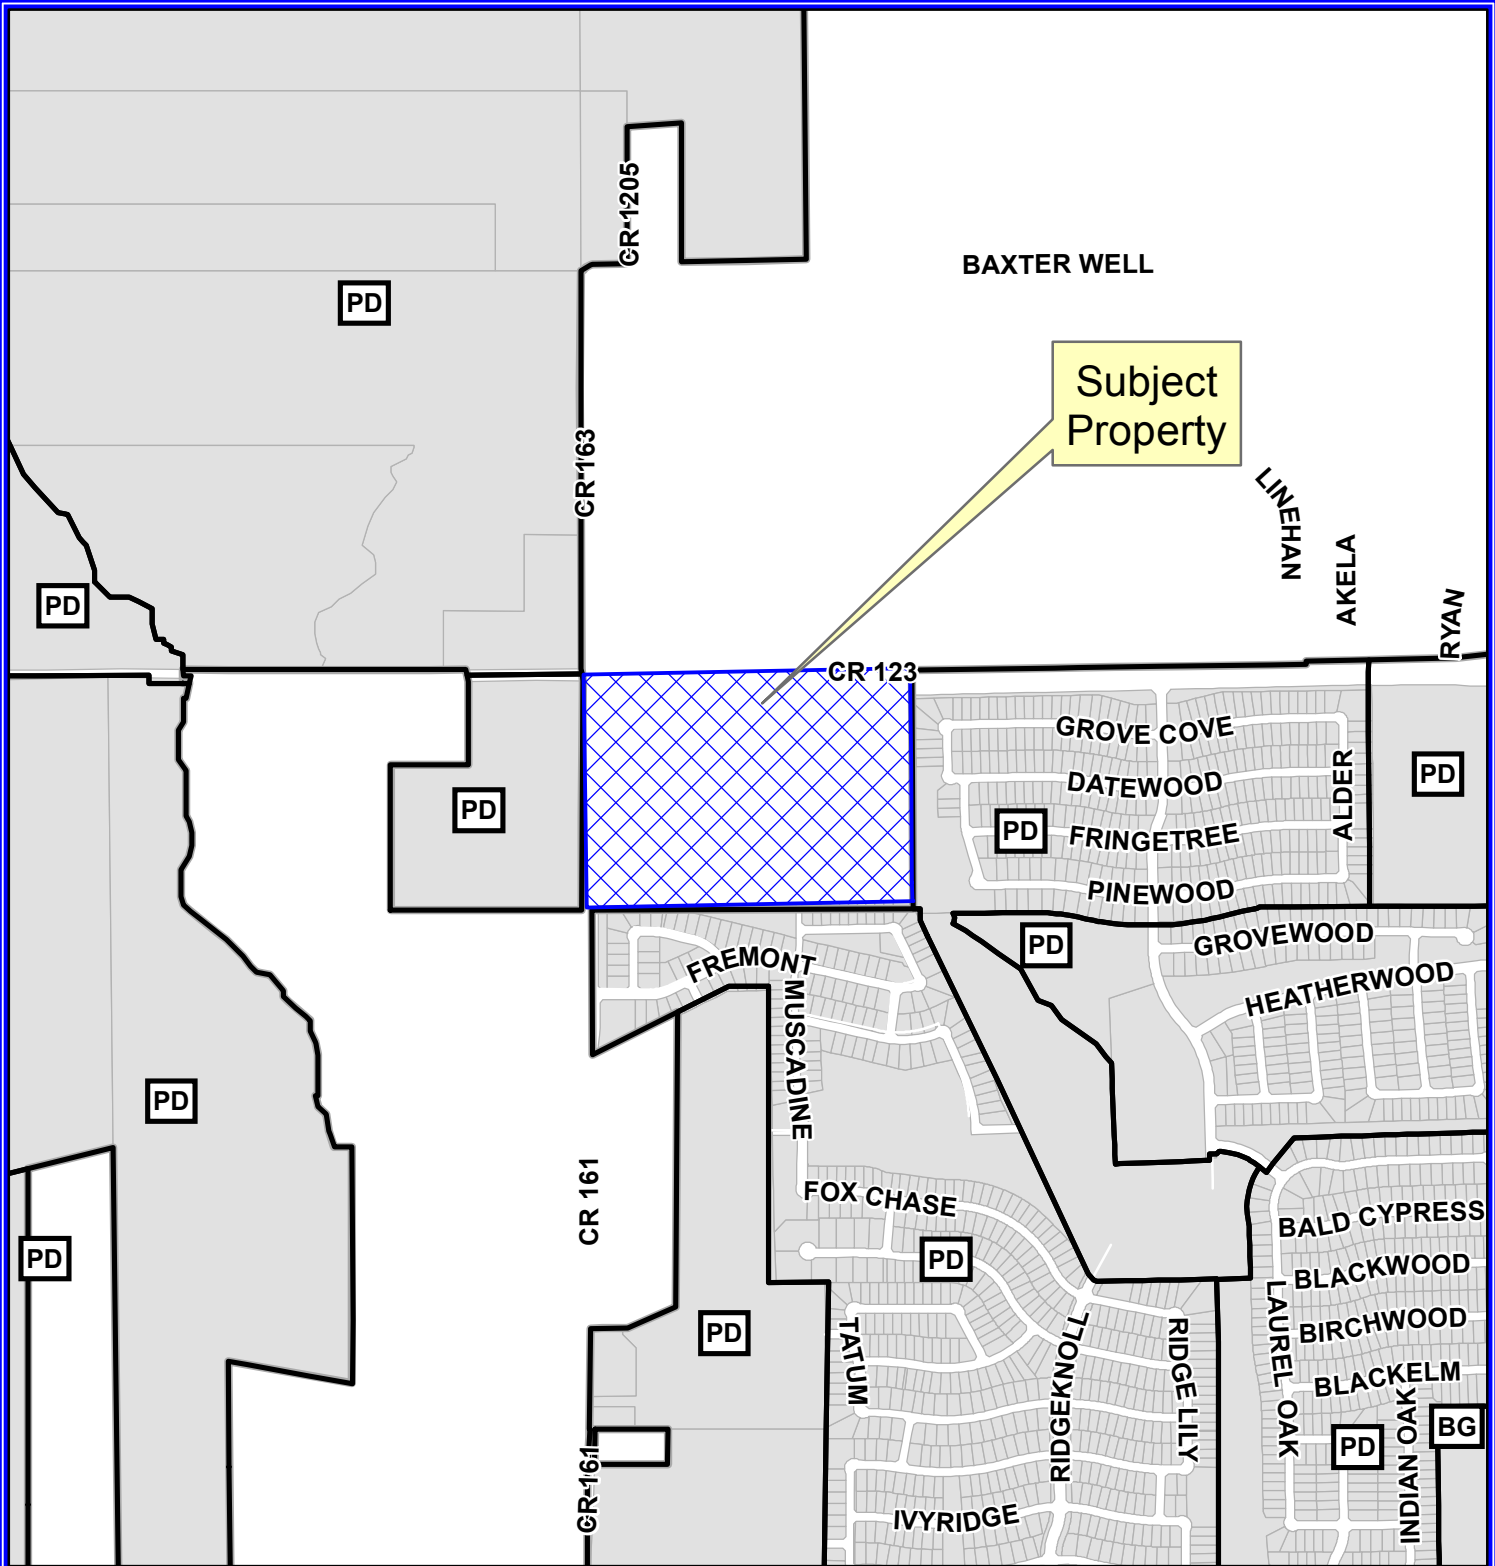 CR 1205
BAXTER WELL
PD
Subject
Property
CR 163
LINEHAN
AKELA
PD
RYAN
CR 123
GROVE COVE
DATEWOOD
ALDER
PD
PD
PD
FRINGETREE
PINEWOOD
GROVEWOOD
PD
FREMONT
HEATHERWOOD
MUSCADINE
PD
CR 161
FOX CHASE
BALD CYPRESS
PD
PD
BLACKWOOD
LAUREL OAK
BIRCHWOOD
PD
TATUM
RIDGEKNOLL
RIDGE LILY
BLACKELM
INDIAN OAK
BG
PD
CR 161
IVYRIDGE